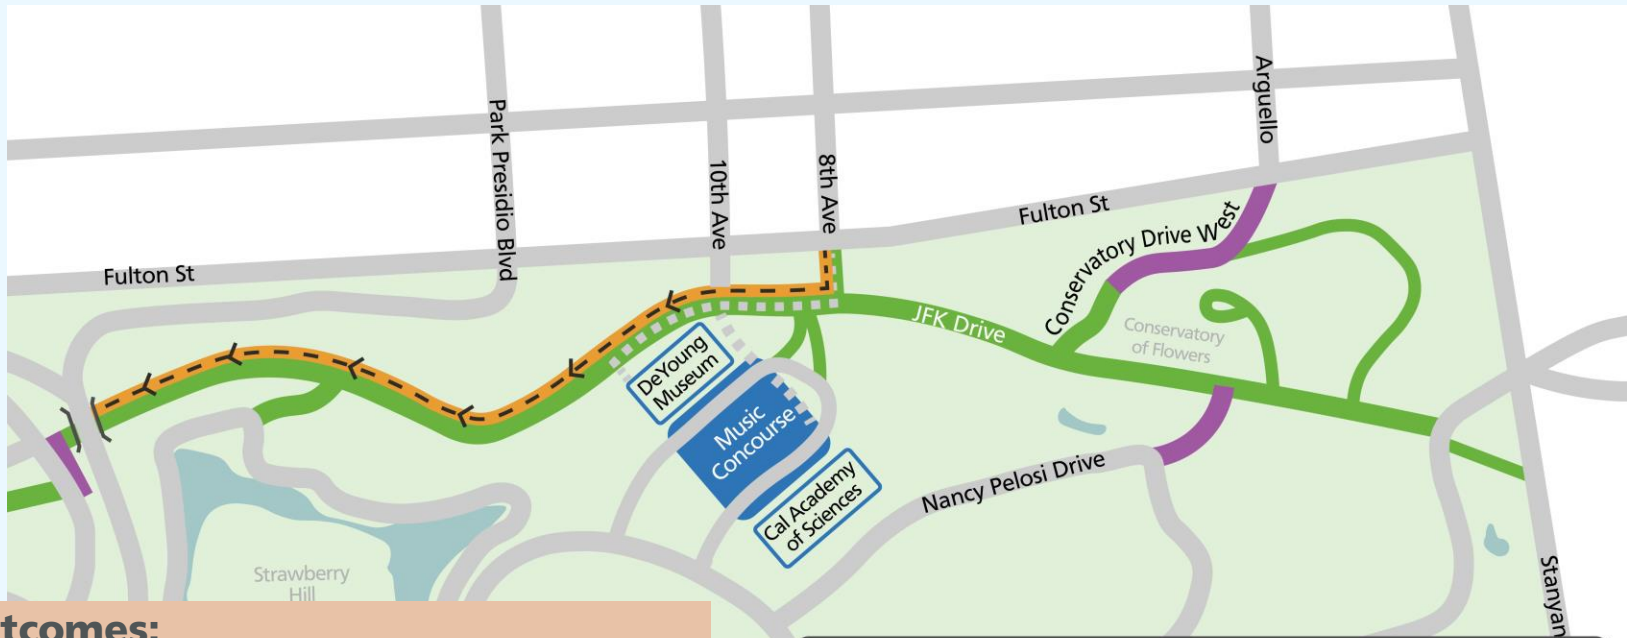 Park Presidio Blvd
10th Ave
8th Ave
Arguello
Fulton St
Fulton St
Conservatory Drive West
JFK Drive
Conservatory
of Flowers
DeYoung
Museum
Music
Concourse
Cal Academy
of Sciences
Nancy Pelosi Drive
Strawberry
Hill
Stanyan
tcomes: